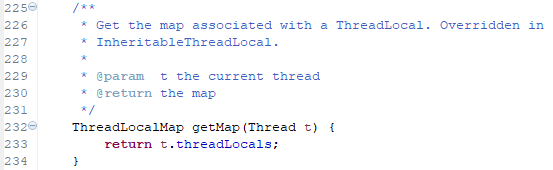 225 /**
226 * Get the map associated with a ThreadLocal. Overridden in
227 * InheritableThreadLocal.
228 *
229 * @param  t the current thread
230 * @return the map
231 */
232 ThreadLocalMap getMap(Thread t) {
233 return t.threadLocals;
234 }